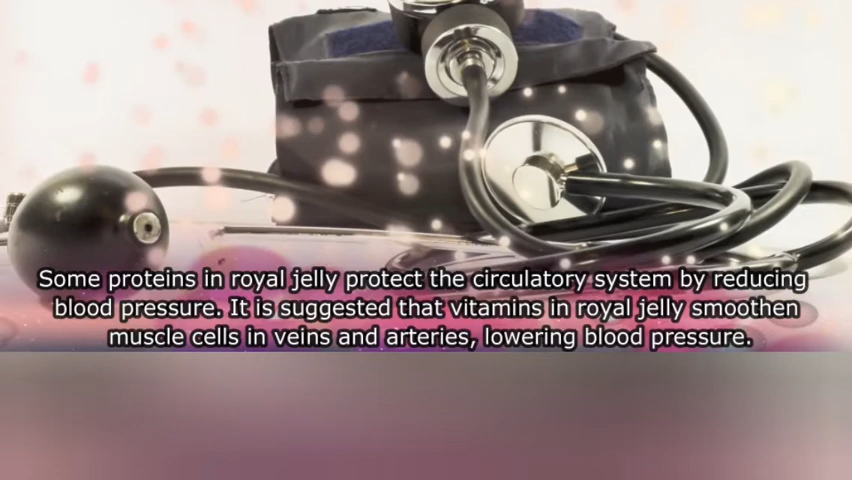 Some proteins in royal jelly protect the circulatory system by reducing
blood pressure. It is suggested that vitamins in royal jelly smoothen
muscle cells in veins and arteries, lowering blood pressure.